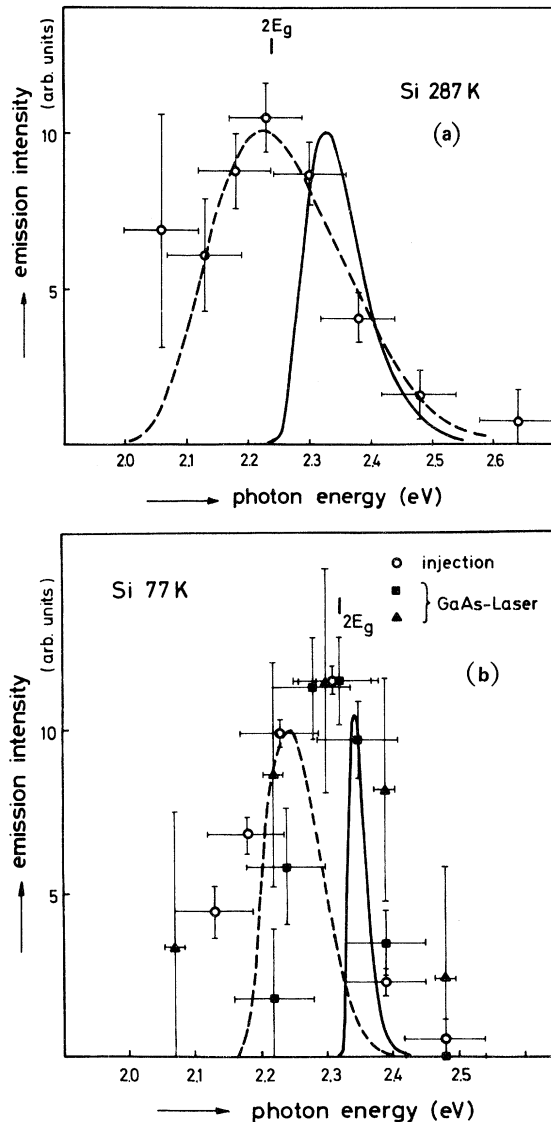 2Eg
Si 287 K
(a)
10
5
emission intensity (arb. units)
2.0 2.1 2.2 2.3 2.4 2.5 2.6
photon energy (eV)
Si 77 K
injection
GaAs-Laser
2Eg
(b)
10
5
emission intensity (arb. units)
2.0 2.1 2.2 2.3 2.4 2.5
photon energy (eV)